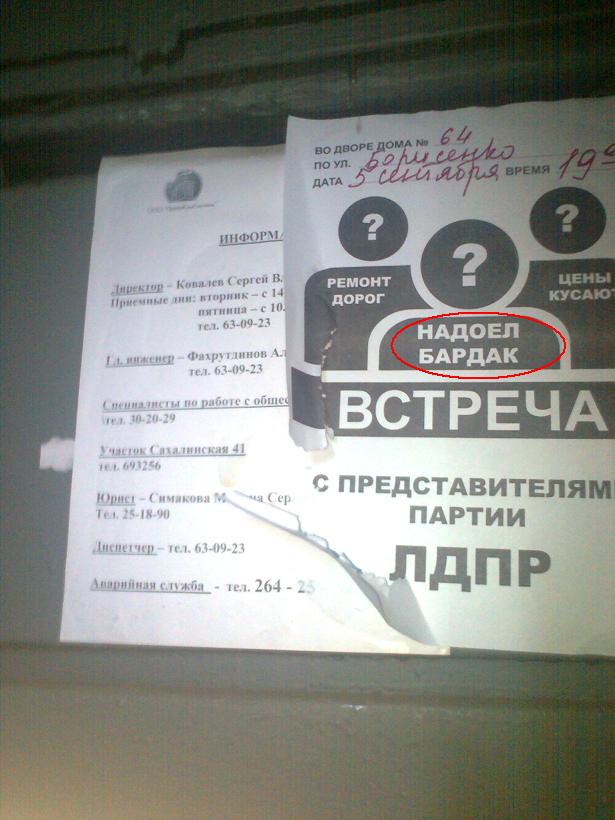 ИНФОРМА
Директор – Ковалев Сергей В
Приемные дни: вторник – с 14
пятница – с 10.
тел. 63-09-23
Гл. инженер – Фахрутдинов Ал
тел. 63-09-23
Специалисты по работе с общес
тел. 30-20-29
Участок Сахалинская 41
тел. 693256
Юрист – Симакова М на Сер
Тел. 25-18-90
Диспетчер – тел. 63-09-23
Аварийная служба - тел. 264 - 25
ВО ДВОРЕ ДОМА № 64
ПО УЛ. Борисенко
ДАТА 5 сентября ВРЕМЯ 19
?
?
?
РЕМОНТ
ДОРОГ
ЦЕНЫ
КУСАЮТ
НАДОЕЛ
БАРДАК
ВСТРЕЧА
С ПРЕДСТАВИТЕЛЯМИ
ПАРТИИ
ЛДПР